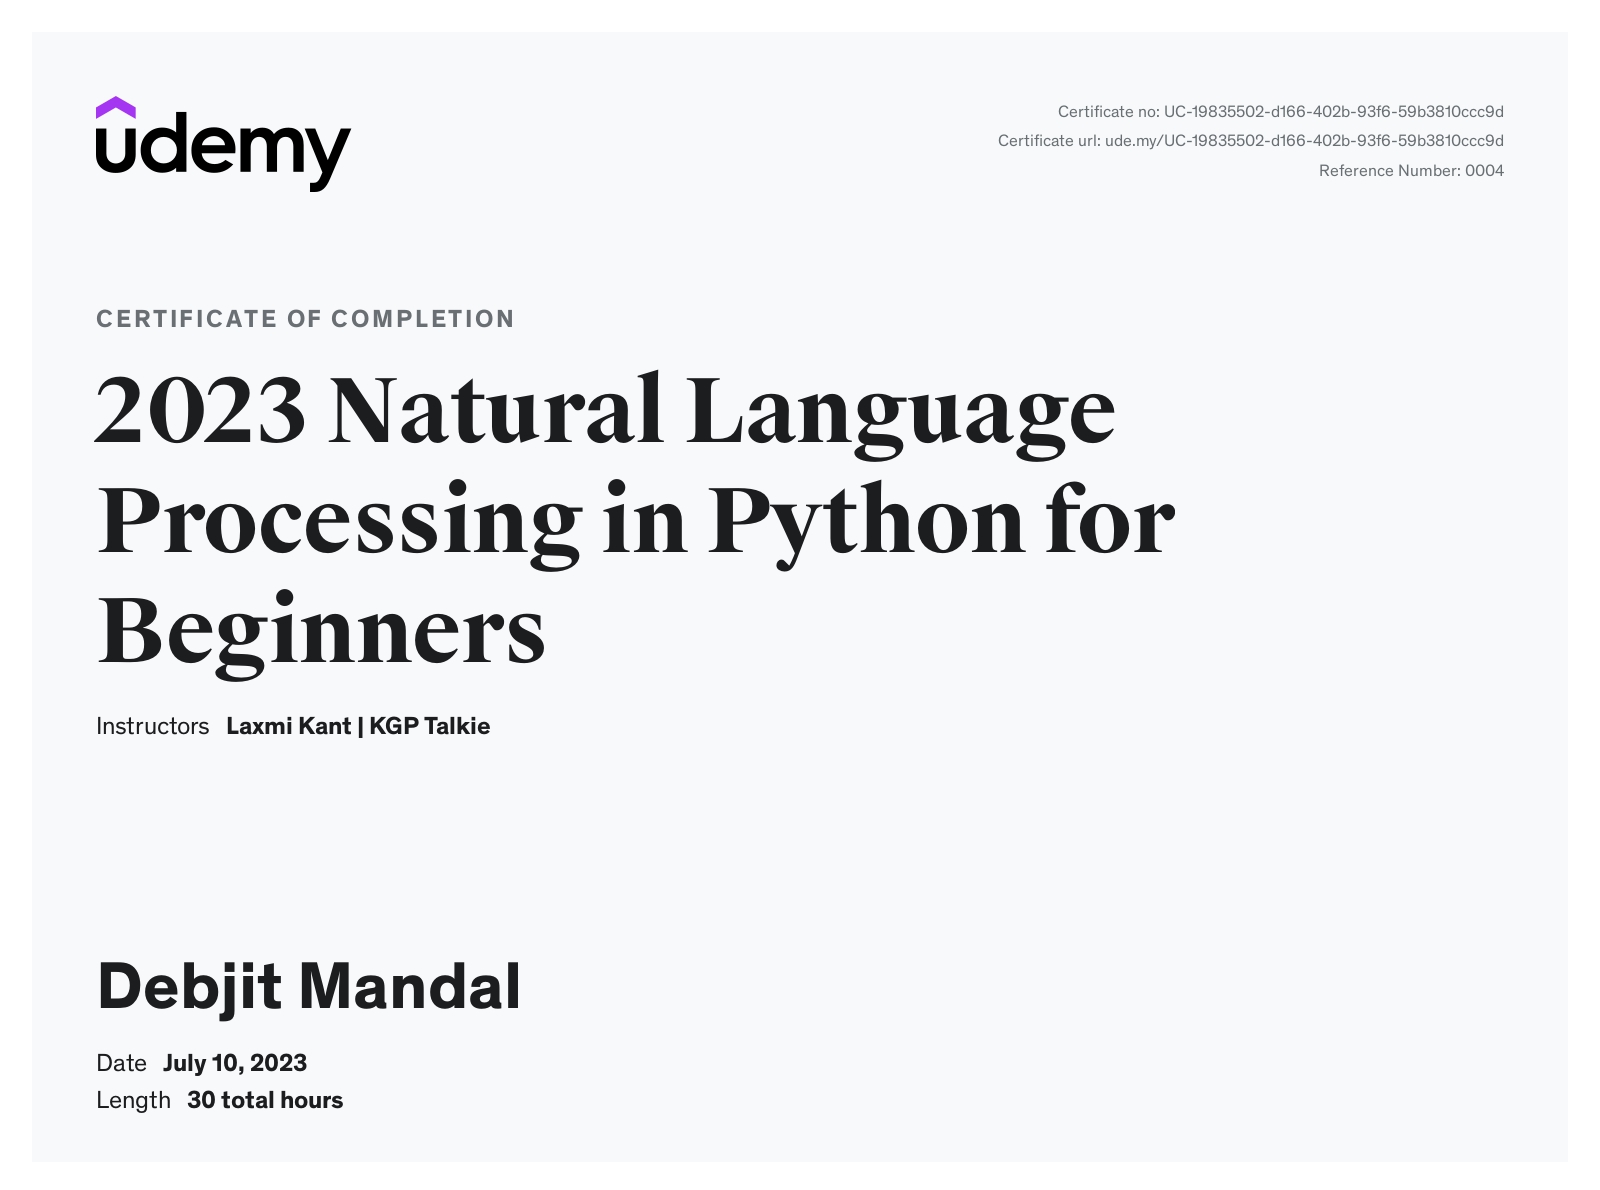 udemy
Certificate no: UC-19835502-d166-402b-93f6-59b3810ccc9d
Certificate url: ude.my/UC-19835502-d166-402b-93f6-59b3810ccc9d
Reference Number: 0004
CERTIFICATE OF COMPLETION
2023 Natural Language
Processing in Python for
Beginners
Instructors Laxmi Kant | KGP Talkie
Debjit Mandal
Date July 10, 2023
Length 30 total hours